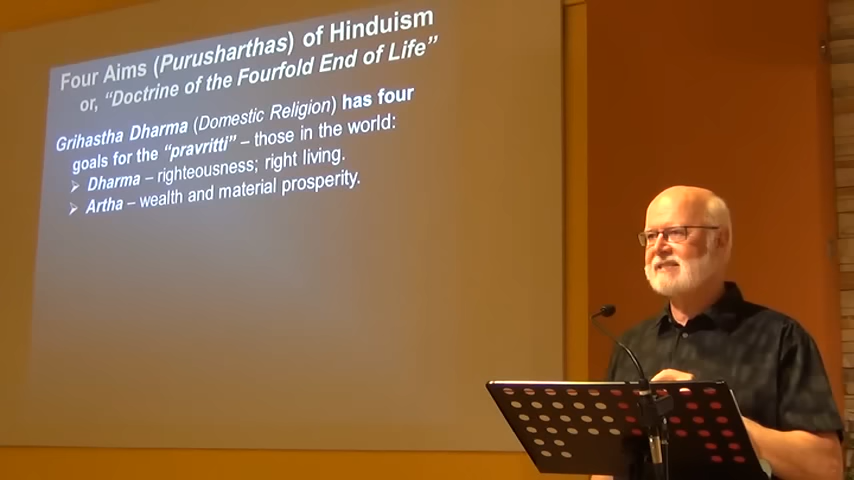 Four Aims (Purusharthas) of Hinduism
or, “Doctrine of the Fourfold End of Life”
Grihastha Dharma (Domestic Religion) has four
goals for the “pravritti” – those in the world:
➢ Dharma – righteousness; right living.
➢ Artha – wealth and material prosperity.